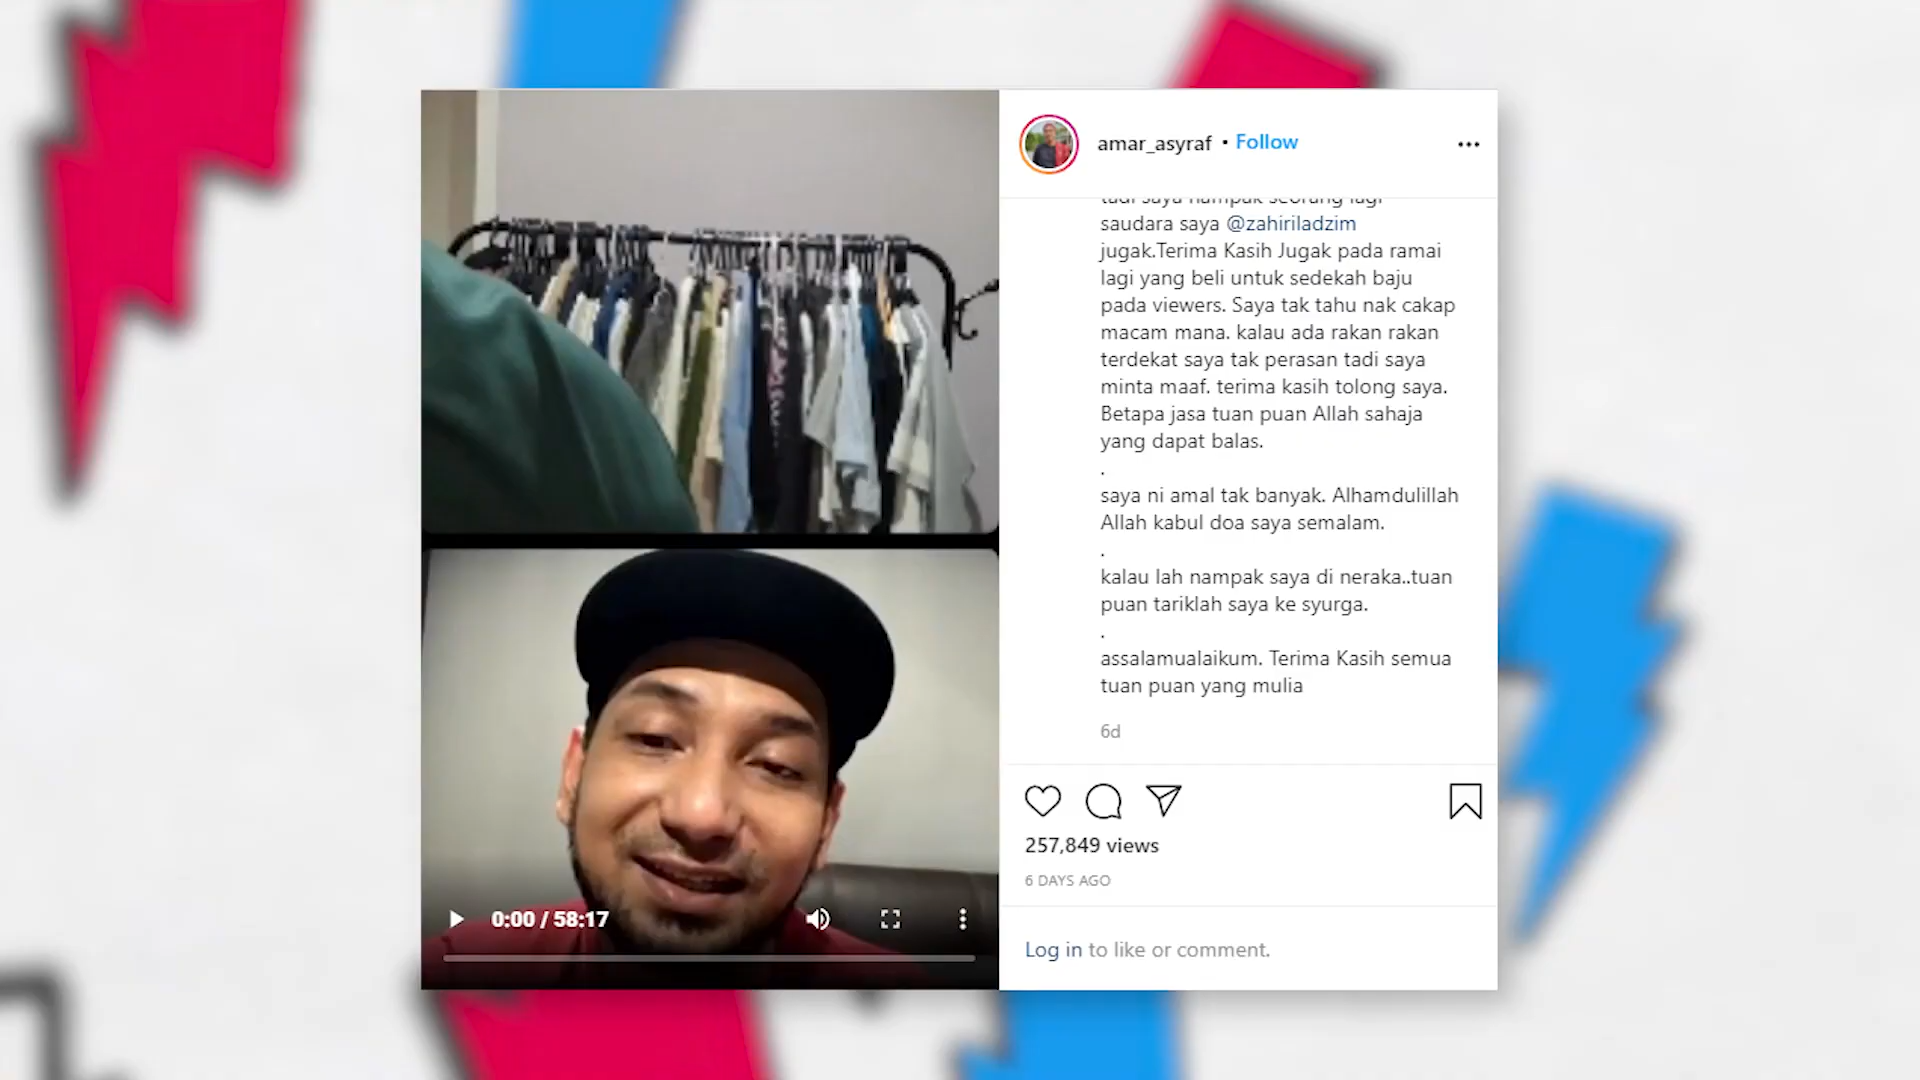 amar_asyraf • Follow
tadi saya nampak seorang lagi
saudara saya @zahiriladzim
jugak.Terima Kasih Jugak pada ramai
lagi yang beli untuk sedekah baju
pada viewers. Saya tak tahu nak cakap
macam mana. kalau ada rakan rakan
terdekat saya tak perasan tadi saya
minta maaf. terima kasih tolong saya.
Betapa jasa tuan puan Allah sahaja
yang dapat balas.
.
saya ni amal tak banyak. Alhamdulillah
Allah kabul doa saya semalam.
.
kalau lah nampak saya di neraka..tuan
puan tariklah saya ke syurga.
.
assalamualaikum. Terima Kasih semua
tuan puan yang mulia
6d
257,849 views
6 DAYS AGO
Log in to like or comment.
0:00 / 58:17